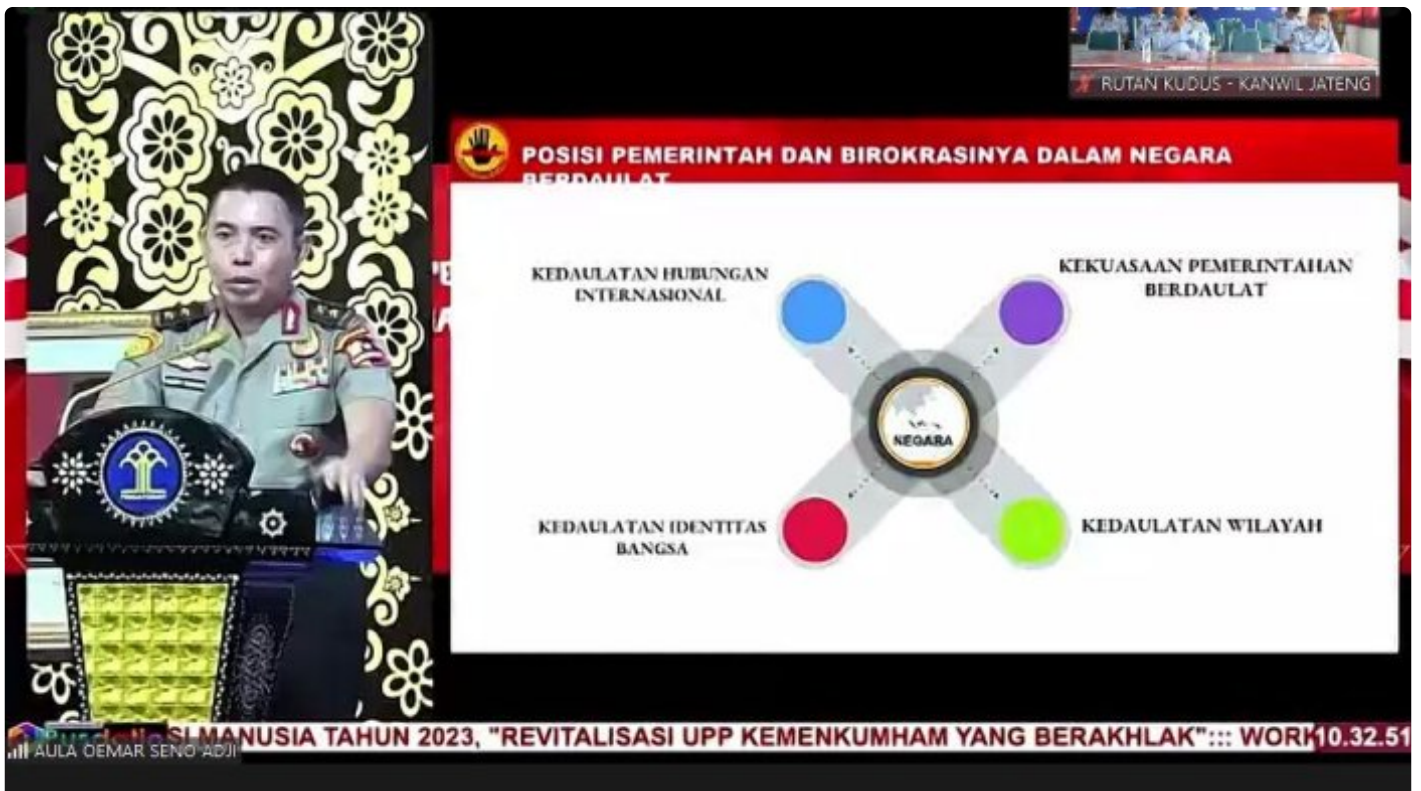 RUTAN KUDUS - KANWIL JATENG
POSISI PEMERINTAH DAN BIROKRASINYA DALAM NEGARA
BERDAULAT
KEDAULATAN HUBUNGAN
INTERNASIONAL
KEKUASAAN PEMERINTAHAN
BERDAULAT
NEGARA
KEDAULATAN IDENTITAS
BANGSA
KEDAULATAN WILAYAH
SI MANUSIA TAHUN 2023, "REVITALISASI UPP KEMENKUMHAM YANG BERAKHLAK"::: WORK
10.32.51
AULA OEMAR SENO ADJI